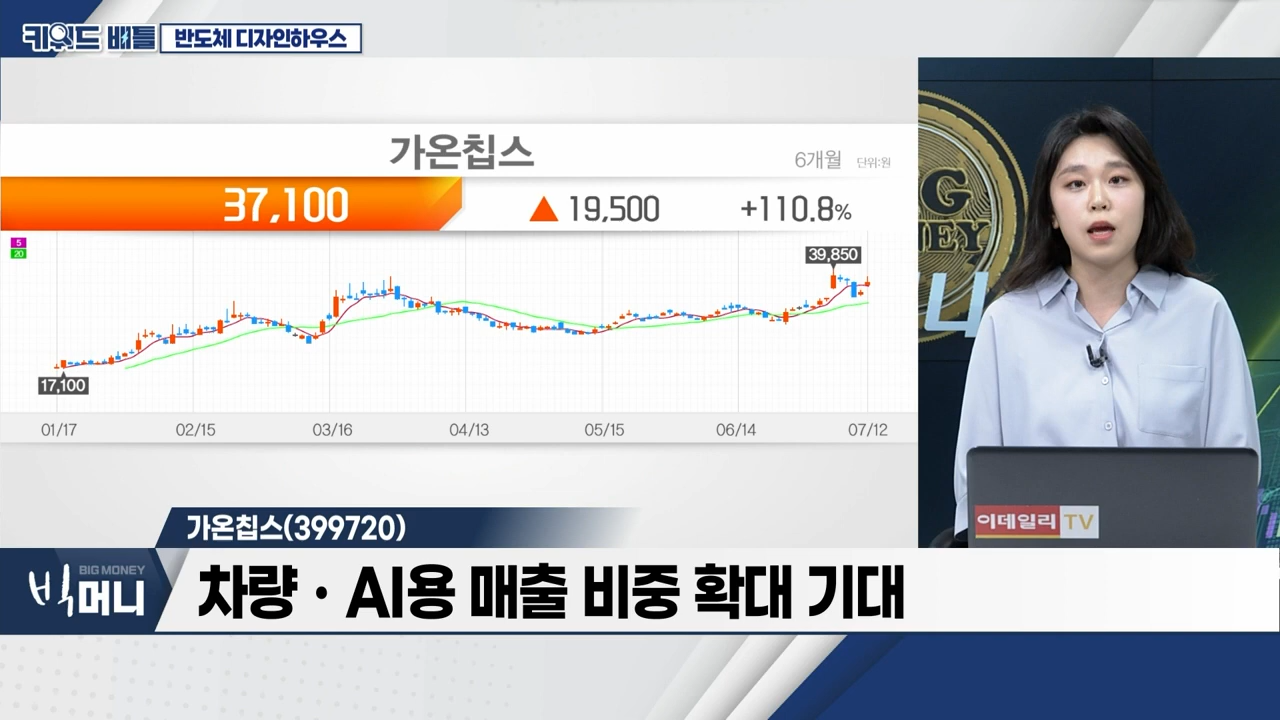 키워드 배틀 반도체 디자인하우스
가온칩스
6개월 단위:원
37,100 ▲ 19,500 +110.8%
5
20
39,850
17,100
01/17 02/15 03/16 04/13 05/15 06/14 07/12
이데일리 TV
가온칩스(399720)
BIG MONEY
빅머니
차량·AI용 매출 비중 확대 기대